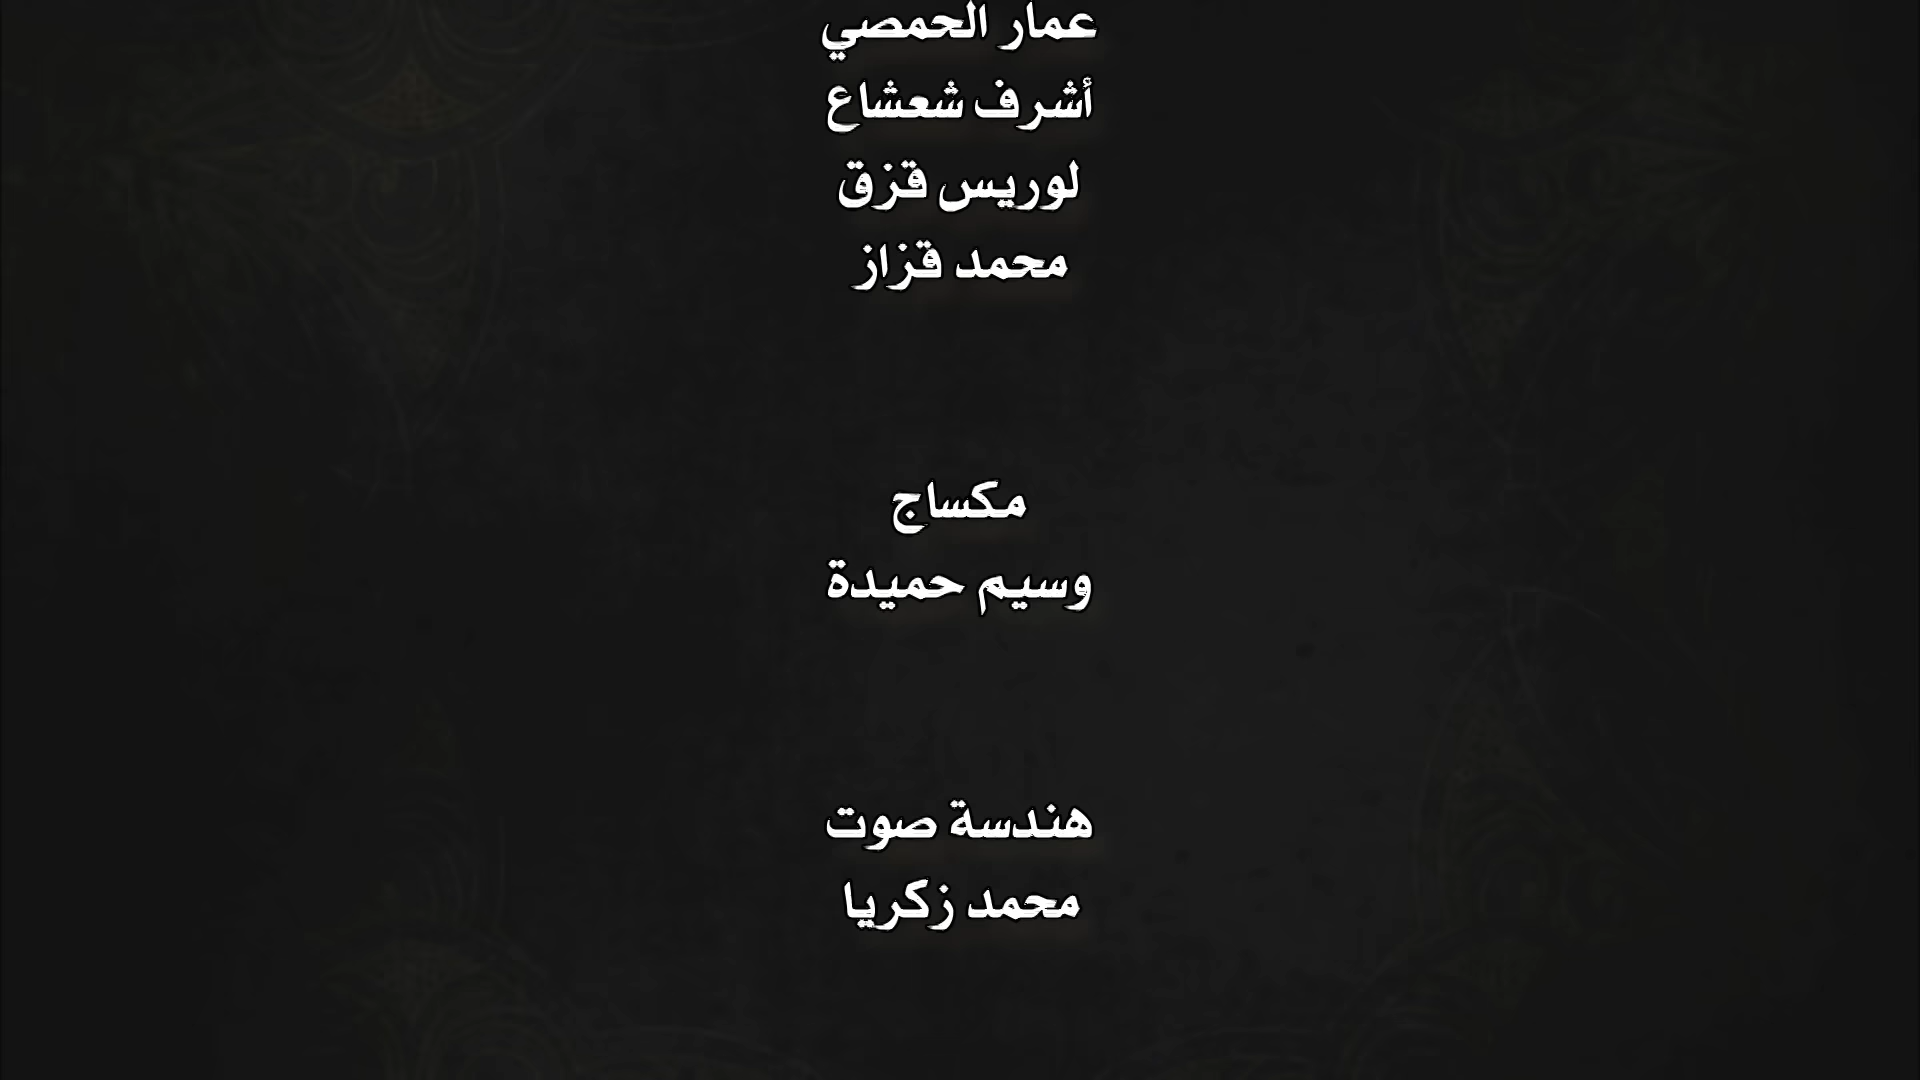 عمار الحمصي
أشرف شعشاع
لوريس قزق
محمد قزاز
مكساج
وسيم حميدة
هندسة صوت
محمد زكريا